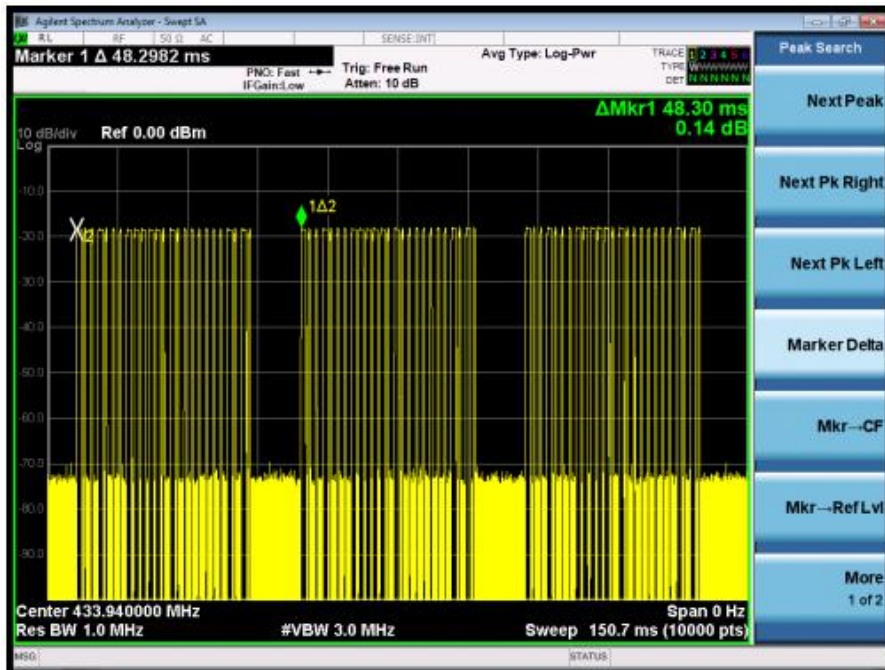 Agilent Spectrum Analyzer - Swept SA
RL RF 50 Ω AC SENSE:INT
Marker 1 Δ 48.2982 ms
PNO: Fast
IFGain:Low
Trig: Free Run
Atten: 10 dB
Avg Type: Log-Pwr
TRACE 1 2 3 4 5 6
TYPE WWWWWW
DET N N N N N N
ΔMkr1 48.30 ms
0.14 dB
10 dB/div
Log
Ref 0.00 dBm
-10.0
-20.0
-30.0
-40.0
-50.0
-60.0
-70.0
-80.0
-90.0
X2
1Δ2
Center 433.940000 MHz
Span 0 Hz
Res BW 1.0 MHz
#VBW 3.0 MHz
Sweep 150.7 ms (10000 pts)
MSG
STATUS
Peak Search
Next Peak
Next Pk Right
Next Pk Left
Marker Delta
Mkr→CF
Mkr→Ref Lvl
More
1 of 2